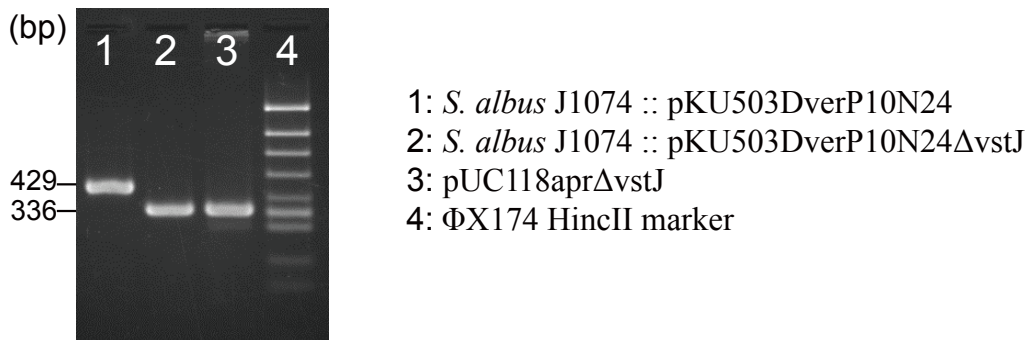 (bp)
1 2 3 4
429
336
1: S. albus J1074 :: pKU503DverP10N24
2: S. albus J1074 :: pKU503DverP10N24ΔvstJ
3: pUC118aprΔvstJ
4: ΦX174 HincII marker